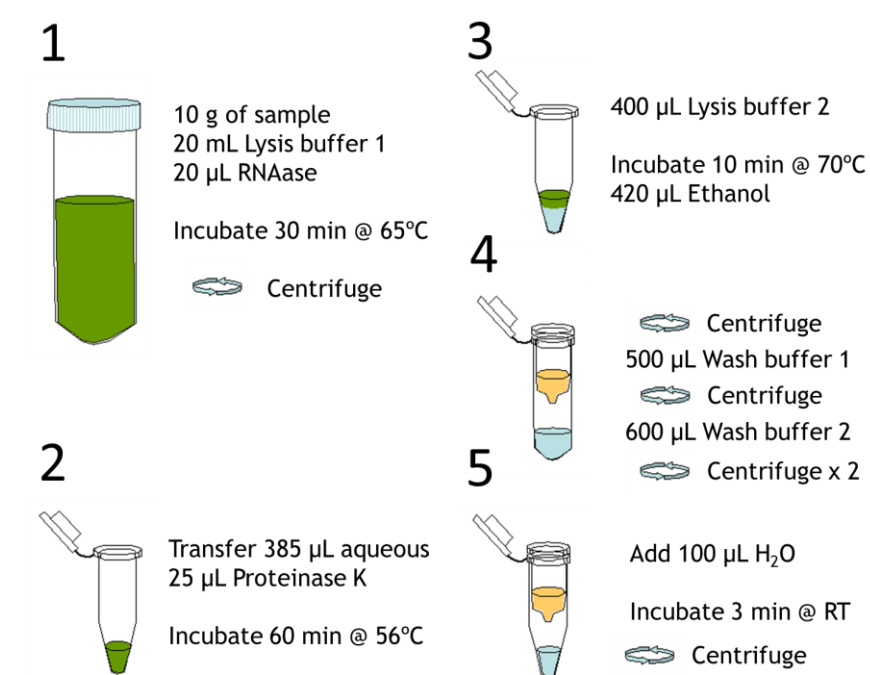 1
10 g of sample
20 mL Lysis buffer 1
20 µL RNAase
Incubate 30 min @ 65ºC
Centrifuge
2
Transfer 385 µL aqueous
25 µL Proteinase K
Incubate 60 min @ 56ºC
3
400 µL Lysis buffer 2
Incubate 10 min @ 70ºC
420 µL Ethanol
4
Centrifuge
500 µL Wash buffer 1
Centrifuge
600 µL Wash buffer 2
Centrifuge x 2
5
Add 100 µL H₂O
Incubate 3 min @ RT
Centrifuge